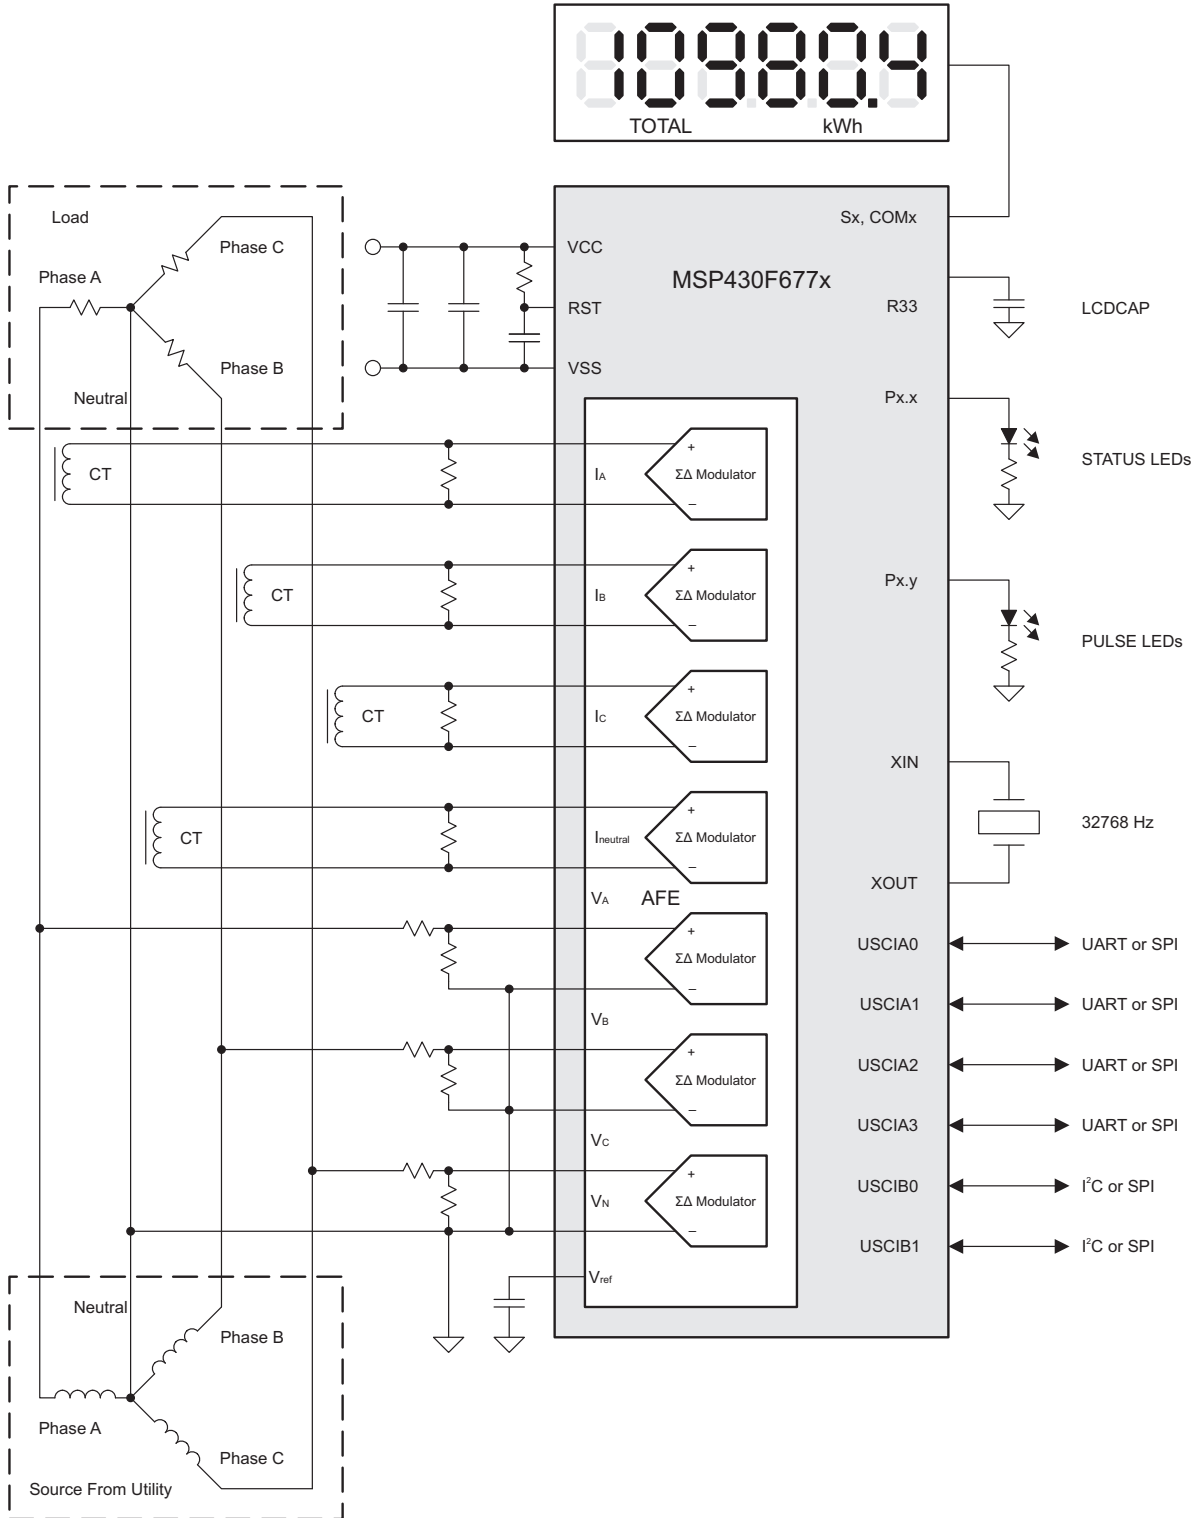 10980.4
TOTAL kWh
Load
Phase C
Phase A
Phase B
Neutral
VCC
RST
VSS
MSP430F677x
Sx, COMx
R33
LCDCAP
Px.x
STATUS LEDs
Px.y
PULSE LEDs
XIN
32768 Hz
XOUT
CT
IA
+
ΣΔ Modulator
–
CT
IB
+
ΣΔ Modulator
–
CT
IC
+
ΣΔ Modulator
–
CT
Ineutral
+
ΣΔ Modulator
–
VA AFE
+
ΣΔ Modulator
–
VB
+
ΣΔ Modulator
–
VC
+
VN
ΣΔ Modulator
–
Vref
USCIA0 UART or SPI
USCIA1 UART or SPI
USCIA2 UART or SPI
USCIA3 UART or SPI
USCIB0 I²C or SPI
USCIB1 I²C or SPI
Neutral
Phase B
Phase A
Phase C
Source From Utility